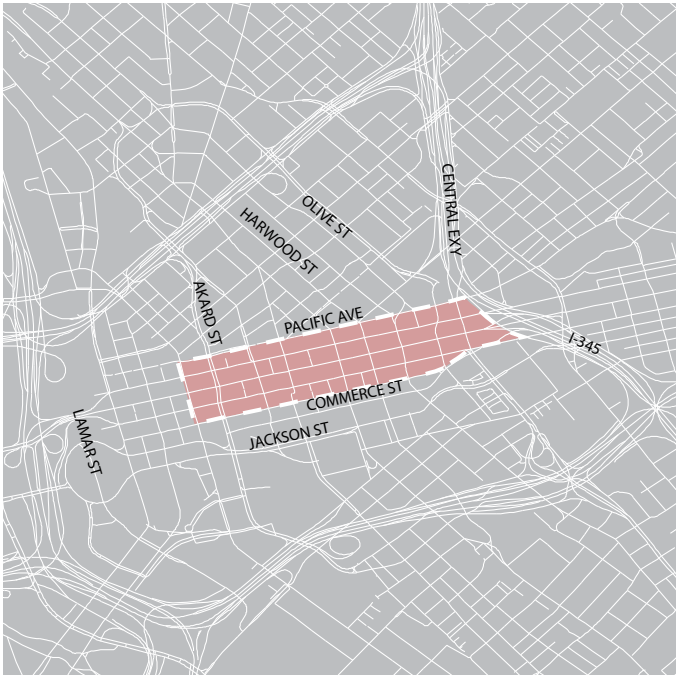 CENTRAL EXY
OLIVE ST
HARWOOD ST
AKARD ST
PACIFIC AVE
I-345
COMMERCE ST
LAMAR ST
JACKSON ST